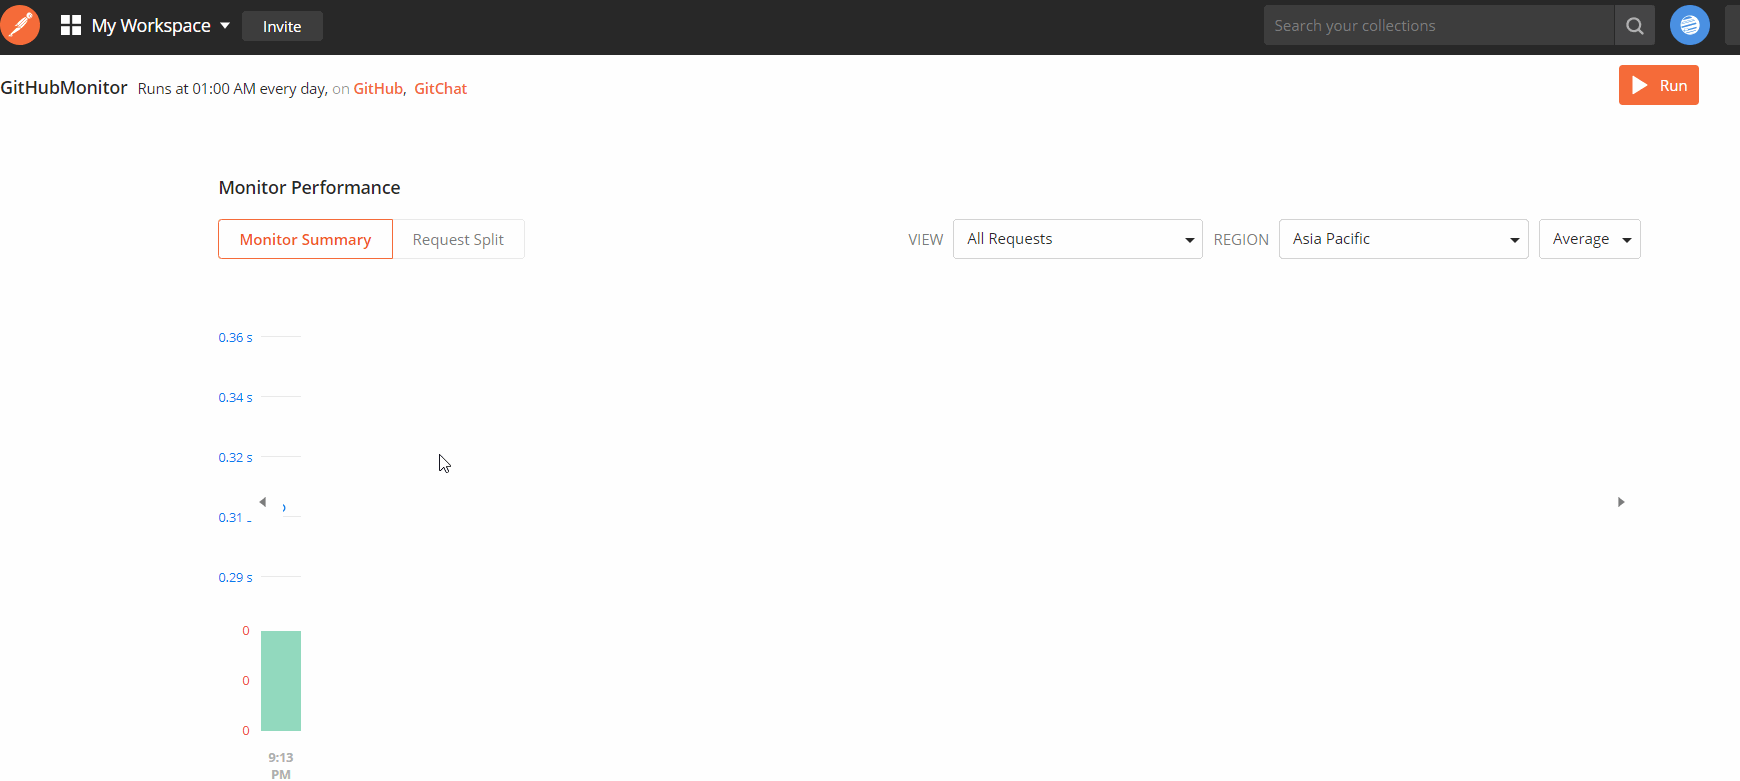 My Workspace Invite Search your collections
GitHubMonitor Runs at 01:00 AM every day, on GitHub, GitChat Run
Monitor Performance
Monitor Summary Request Split VIEW All Requests REGION Asia Pacific Average
0.36 s
0.34 s
0.32 s
0.31
0.29 s
0
0
0
9:13
PM